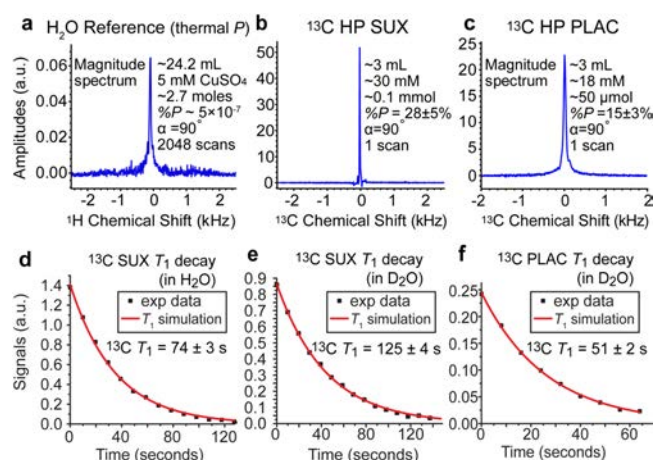 a H₂O Reference (thermal P)
Magnitude spectrum
~24.2 mL
5 mM CuSO₄
~2.7 moles
%P ~ 5×10⁻⁷
α =90°
2048 scans
Amplitudes (a.u.)
0.06
0.04
0.02
0.00
-2 -1 0 1 2
¹H Chemical Shift (kHz)
b ¹³C HP SUX
~3 mL
~30 mM
~0.1 mmol
%P = 28±5%
α=90°
1 scan
50
40
30
20
10
0
-2 -1 0 1 2
¹³C Chemical Shift (kHz)
c ¹³C HP PLAC
Magnitude spectrum
~3 mL
~18 mM
~50 µmol
%P =15±3%
α=90°
1 scan
25
20
15
10
5
0
-2 -1 0 1 2
¹³C Chemical Shift (kHz)
d ¹³C SUX T₁ decay
(in H₂O)
exp data
T₁ simulation
¹³C T₁ = 74 ± 3 s
Signals (a.u.)
1.4
1.2
1.0
0.8
0.6
0.4
0.2
0.0
0 40 80 120
Time (seconds)
e ¹³C SUX T₁ decay
(in D₂O)
exp data
T₁ simulation
¹³C T₁ = 125 ± 4 s
0.9
0.8
0.7
0.6
0.5
0.4
0.3
0.2
0.1
0
0 40 80 120
Time (seconds)
f ¹³C PLAC T₁ decay
(in D₂O)
exp data
T₁ simulation
¹³C T₁ = 51 ± 2 s
0.25
0.20
0.15
0.10
0.05
0.00
0 20 40 60
Time (seconds)